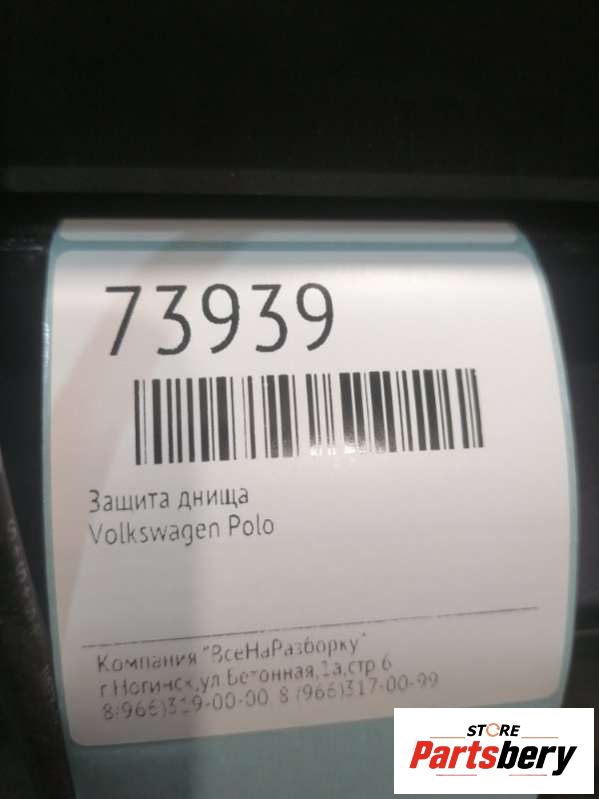 73939
Защита днища
Volkswagen Polo
Компания "ВсеНаРазборку"
г.Ногинск,ул.Бетонная,1а,стр.6
8(966)319-00-00, 8 (966)317-00-99
STORE
Partsbery